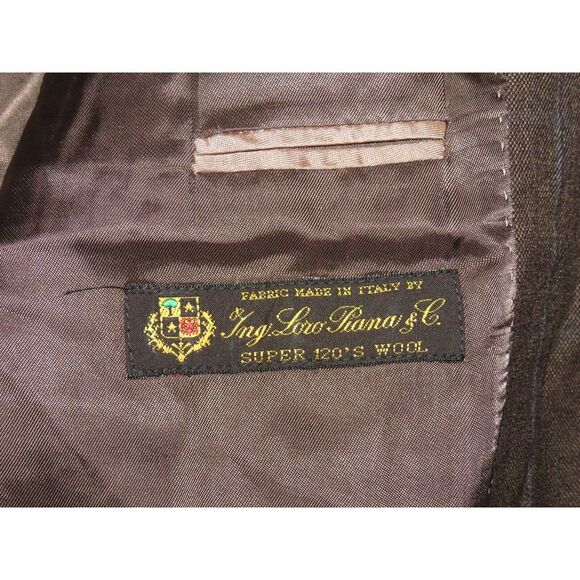 FABRIC MADE IN ITALY BY
Ing. Loro Piana & C.
SUPER 120'S WOOL